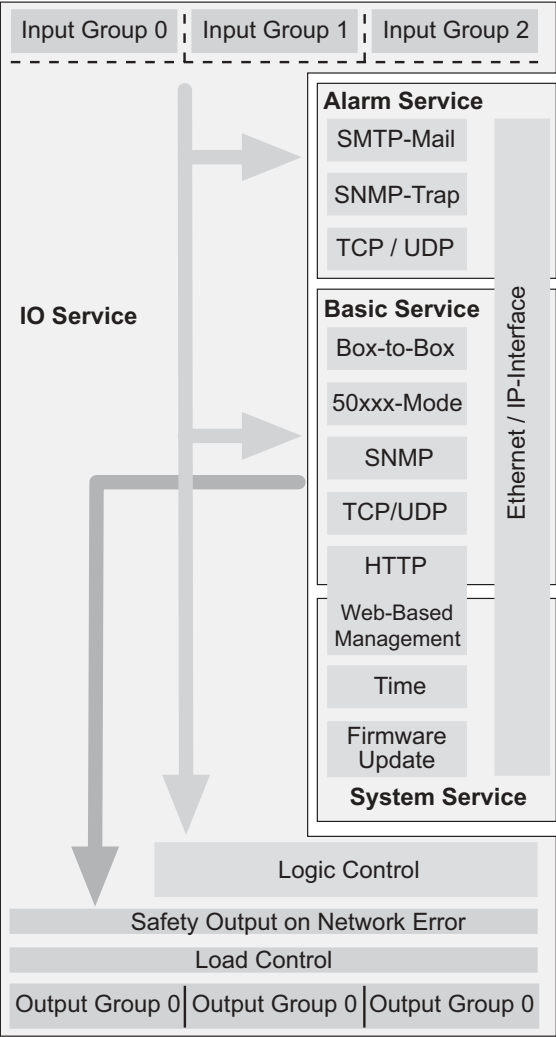 Input Group 0
Input Group 1
Input Group 2
Alarm Service
SMTP-Mail
SNMP-Trap
TCP / UDP
IO Service
Basic Service
Box-to-Box
50xxx-Mode
SNMP
TCP/UDP
HTTP
Ethernet / IP-Interface
Web-Based
Management
Time
Firmware
Update
System Service
Logic Control
Safety Output on Network Error
Load Control
Output Group 0
Output Group 0
Output Group 0